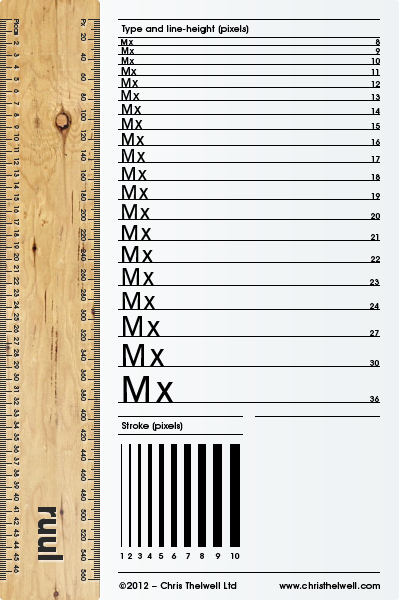 Picas 2 3 4 5 6 7 8 9 10 11 12 13 14 15 16 17 18 19 20 21 22 23 24 25 26 27 28 29 30 31 32 33 34 35 36 37 38 39 40 41 42 43 44 45 46
Px 20 40 60 80 100 120 140 160 180 200 220 240 260 280 300 320 340 360 380 400 420 440 460 480 500 520 540 560
ruul
Type and line-height (pixels)
Mx 8
Mx 9
Mx 10
Mx 11
Mx 12
Mx 13
Mx 14
Mx 15
Mx 16
Mx 17
Mx 18
Mx 19
Mx 20
Mx 21
Mx 22
Mx 23
Mx 24
Mx 27
Mx 30
Mx 36
Stroke (pixels)
1 2 3 4 5 6 7 8 9 10
©2012 – Chris Thelwell Ltd www.christhelwell.com